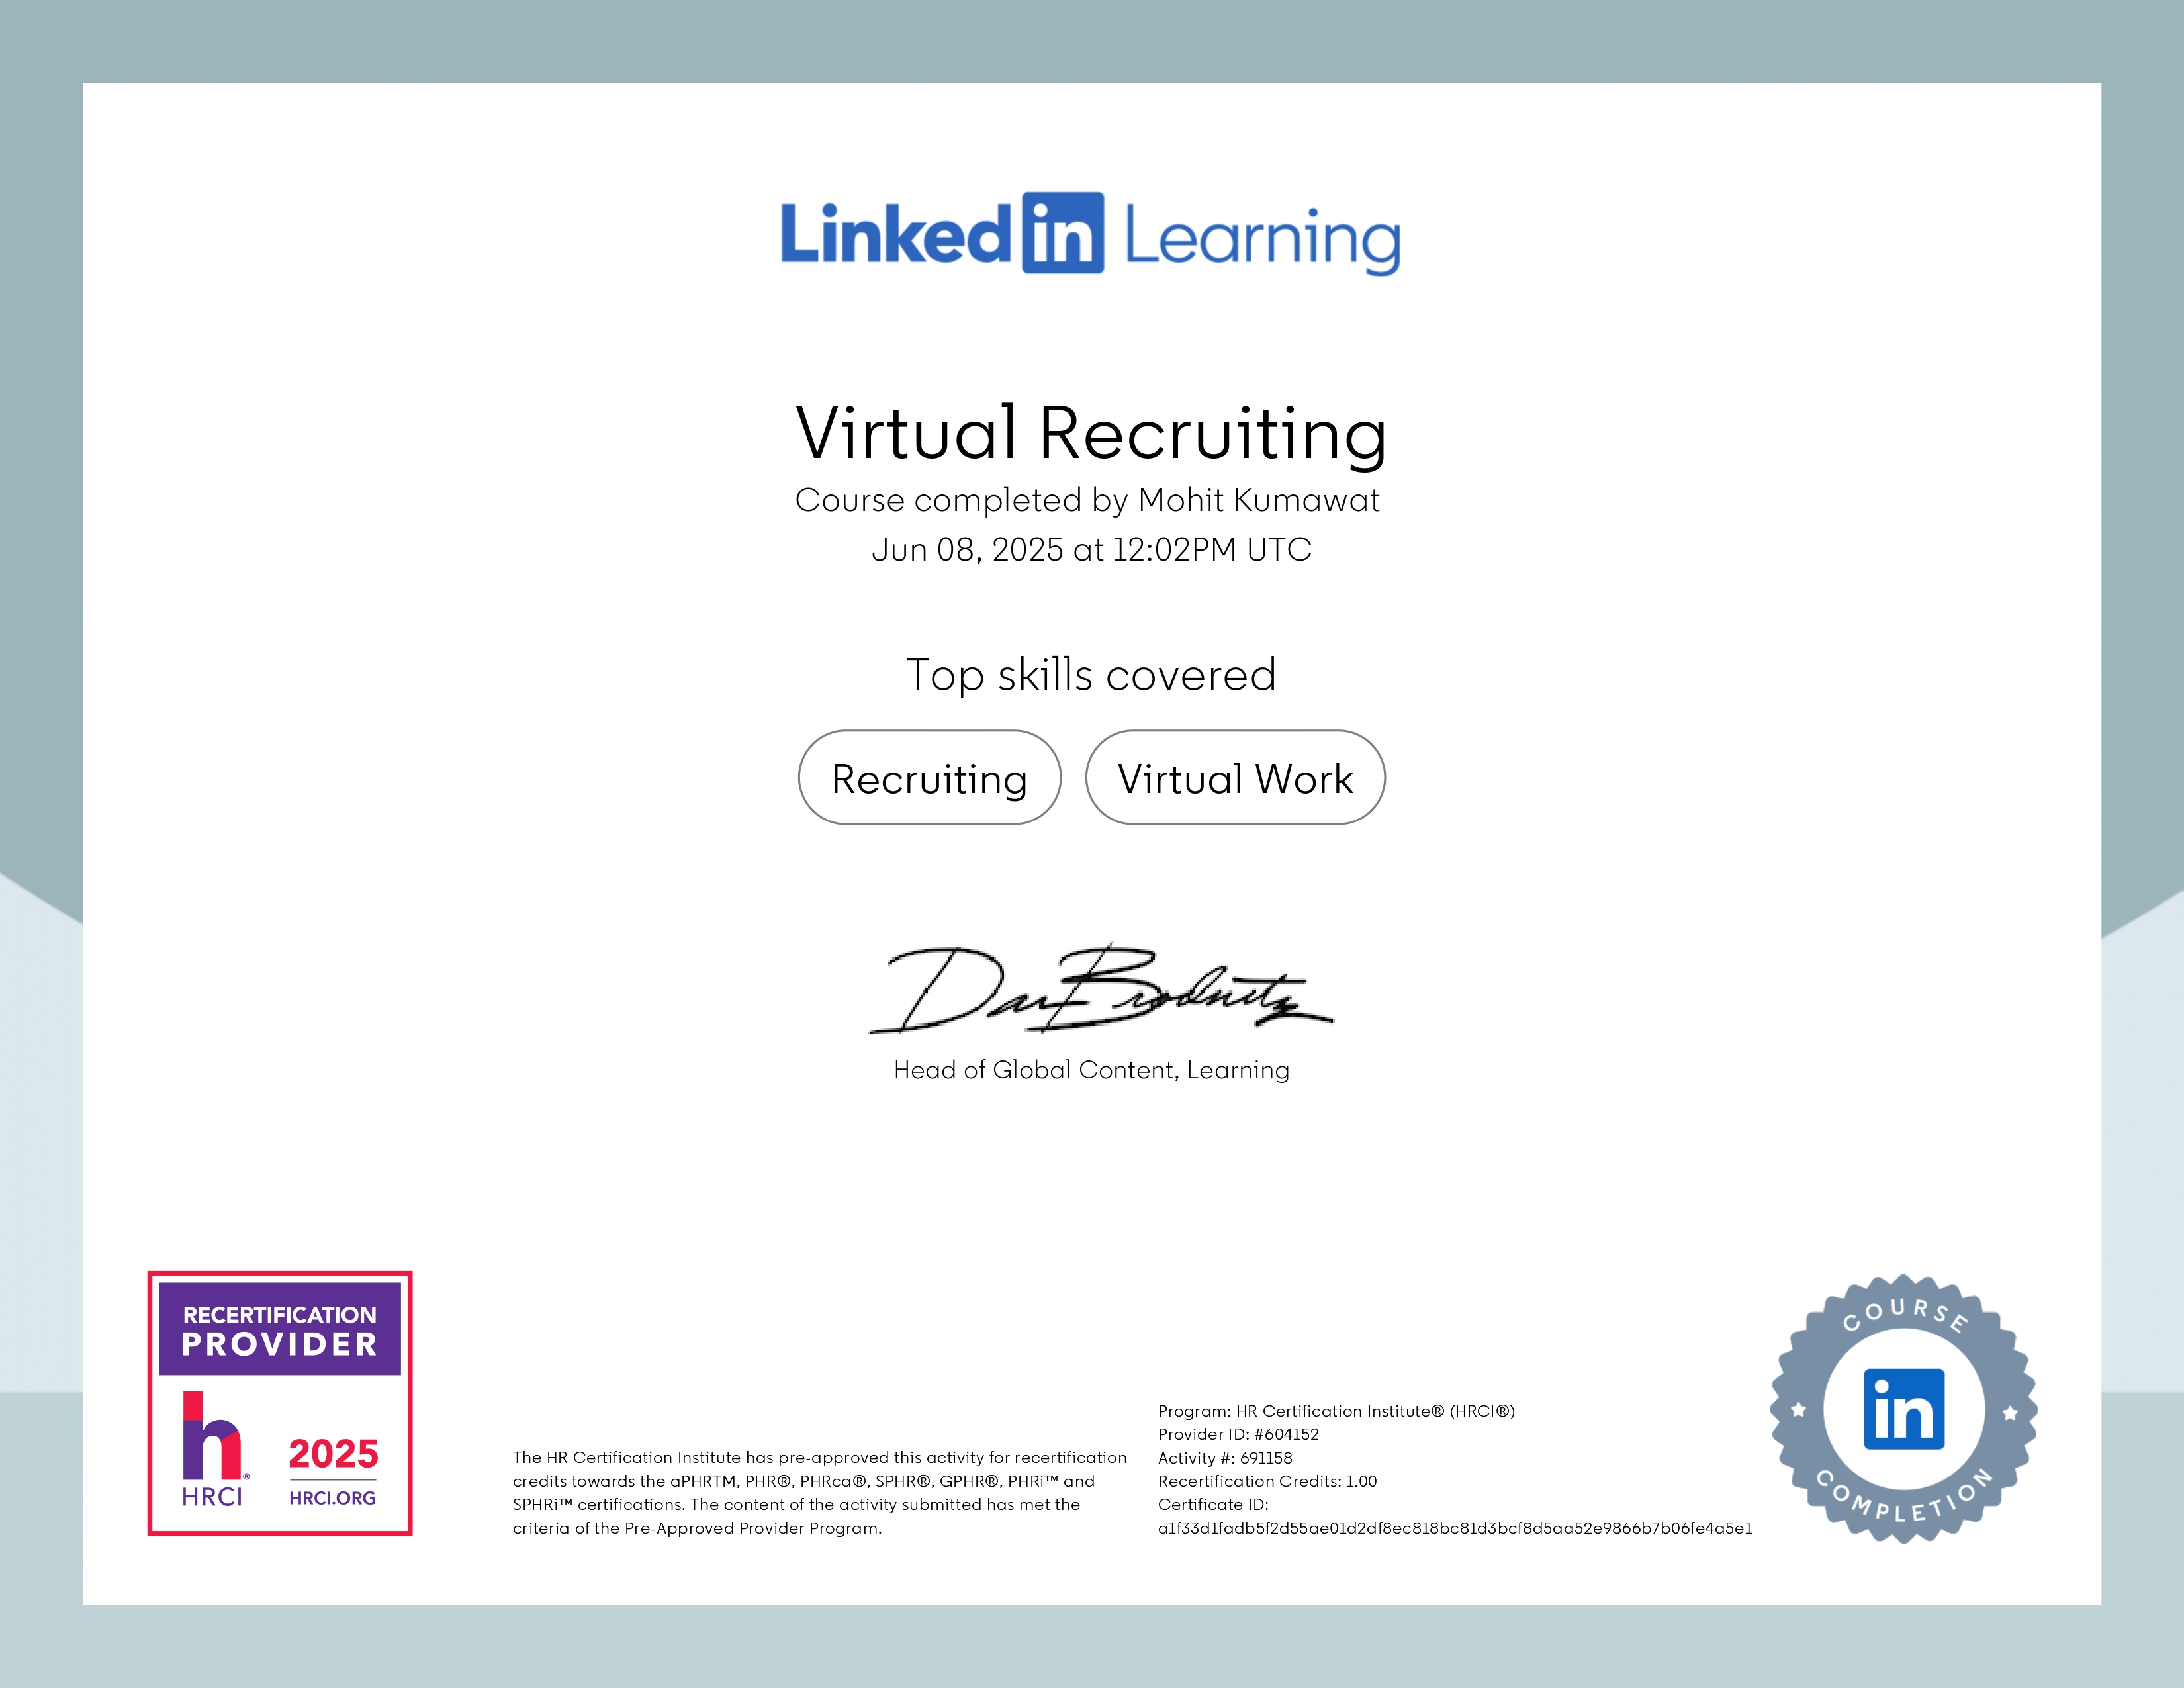 Linked in Learning
Virtual Recruiting
Course completed by Mohit Kumawat
Jun 08, 2025 at 12:02PM UTC
Top skills covered
Recruiting
Virtual Work
Head of Global Content, Learning
RECERTIFICATION
PROVIDER
HRCI
®
2025
HRCI.ORG
The HR Certification Institute has pre-approved this activity for recertification
credits towards the aPHRTM, PHR®, PHRca®, SPHR®, GPHR®, PHRi™ and
SPHRi™ certifications. The content of the activity submitted has met the
criteria of the Pre-Approved Provider Program.
Program: HR Certification Institute® (HRCI®)
Provider ID: #604152
Activity #: 691158
Recertification Credits: 1.00
Certificate ID:
a1f33d1fadb5f2d55ae01d2df8ec818bc81d3bcf8d5aa52e9866b7b06fe4a5e1
COURSE
in
COMPLETION